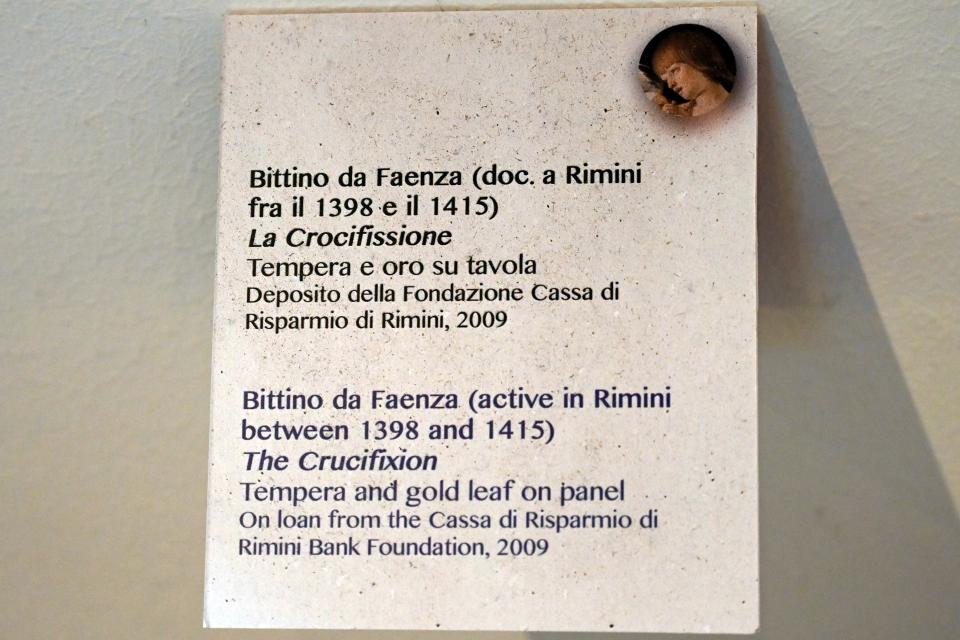 Bittino da Faenza (doc. a Rimini
fra il 1398 e il 1415)
La Crocifissione
Tempera e oro su tavola
Deposito della Fondazione Cassa di
Risparmio di Rimini, 2009
Bittino da Faenza (active in Rimini
between 1398 and 1415)
The Crucifixion
Tempera and gold leaf on panel
On loan from the Cassa di Risparmio di
Rimini Bank Foundation, 2009